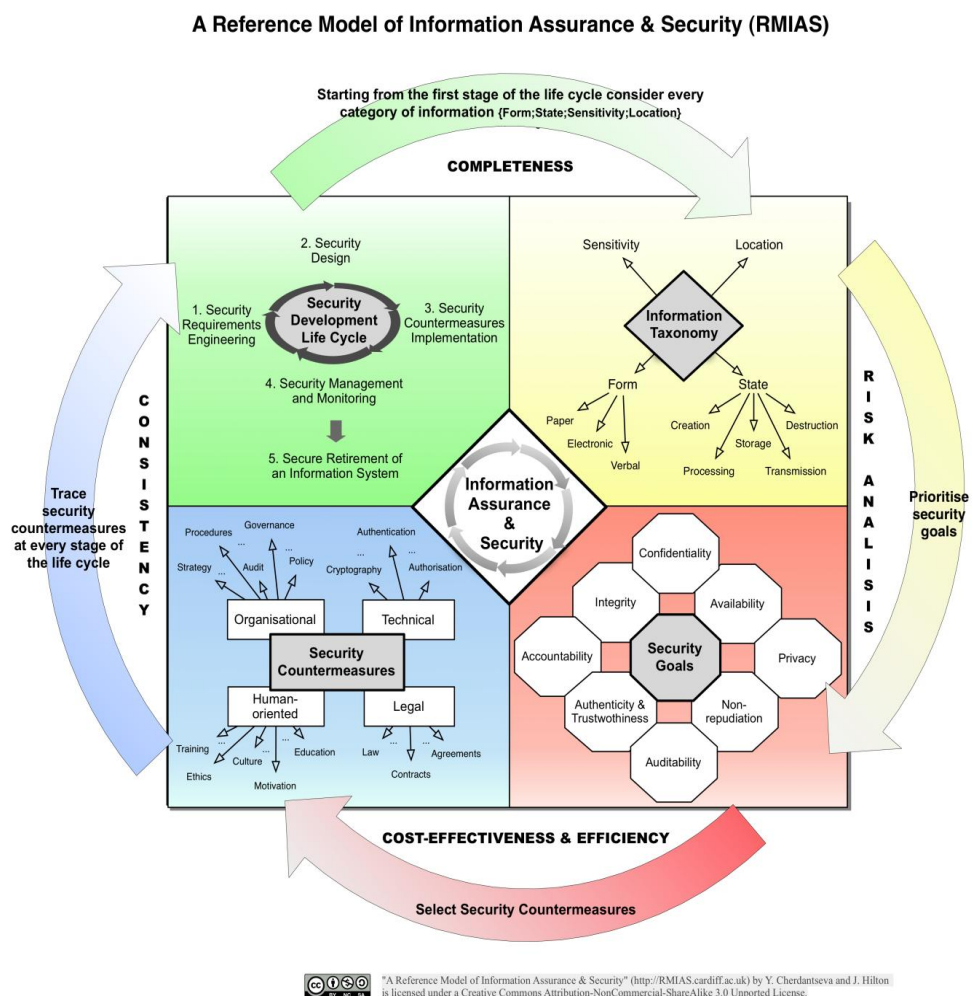 A Reference Model of Information Assurance & Security (RMIAS)
Starting from the first stage of the life cycle consider every
category of information {Form;State;Sensitivity;Location}
COMPLETENESS
2. Security
Design
1. Security
Requirements
Engineering
Security
Development
Life Cycle
3. Security
Countermeasures
Implementation
4. Security Management
and Monitoring
5. Secure Retirement of
an Information System
Sensitivity
Location
Information
Taxonomy
Form
State
Paper
Electronic
Verbal
Creation
Destruction
Storage
Processing
Transmission
RISK ANALISIS
Prioritise
security
goals
CONSISTENCY
Trace
security
countermeasures
at every stage of
the life cycle
Information
Assurance
&
Security
Procedures
Governance
...
Strategy
...
Audit
Policy
Authentication
...
Cryptography
Authorisation
Organisational
Technical
Security
Countermeasures
Human-
oriented
Legal
Training
...
...
Education
Culture
Ethics
Motivation
Law
...
...
Agreements
Contracts
Confidentiality
Integrity
Availability
Accountability
Security
Goals
Privacy
Authenticity &
Trustwothiness
Non-
repudiation
Auditability
COST-EFFECTIVENESS & EFFICIENCY
Select Security Countermeasures
"A Reference Model of Information Assurance & Security" (http://RMIAS.cardiff.ac.uk) by Y. Cherdantseva and J. Hilton
is licensed under a Creative Commons Attribution-NonCommercial-ShareAlike 3.0 Unported License.